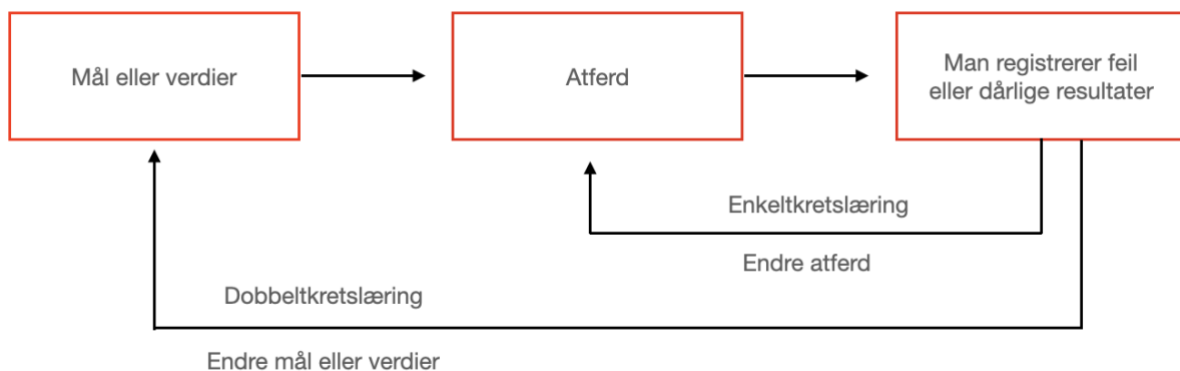 Mål eller verdier
Atferd
Man registrerer feil
eller dårlige resultater
Enkeltkretslæring
Endre atferd
Dobbeltkretslæring
Endre mål eller verdier